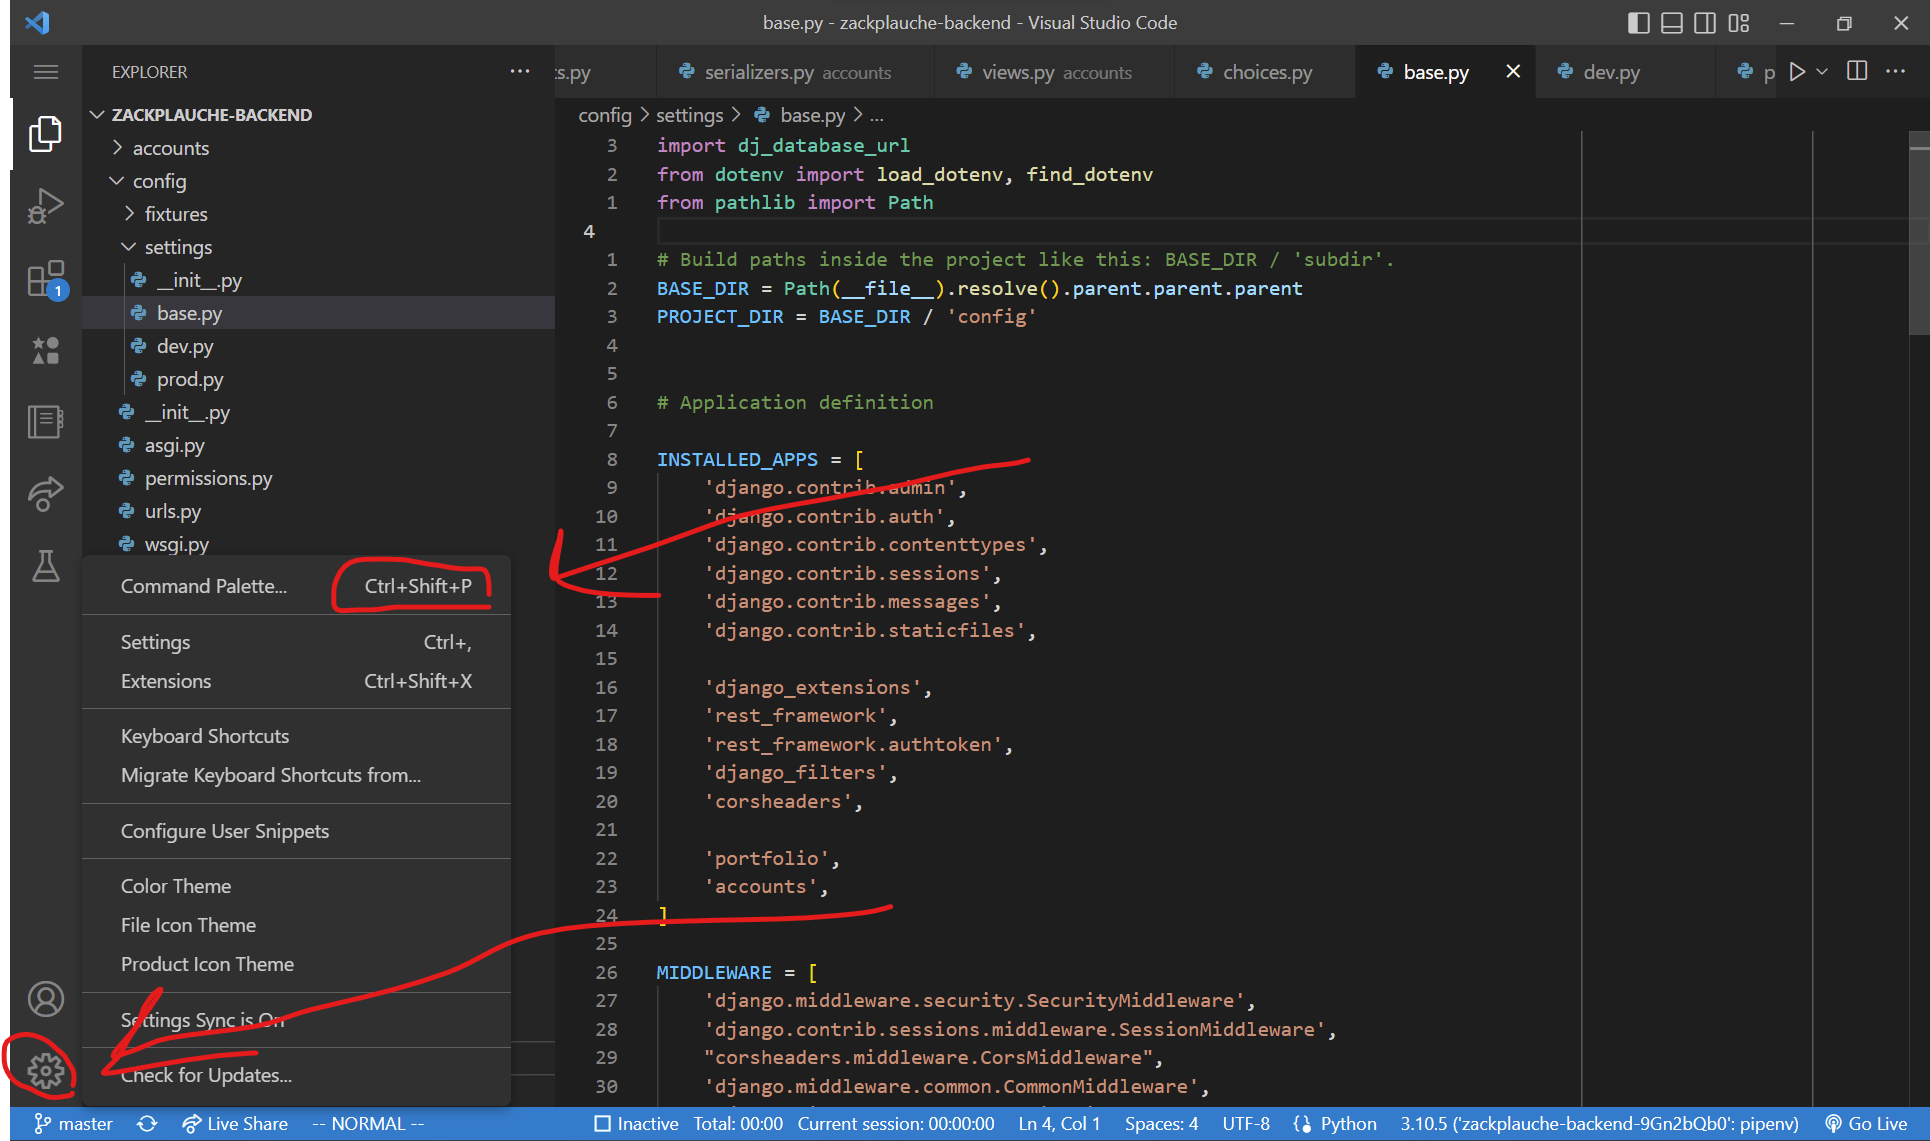 base.py - zackplauche-backend - Visual Studio Code
EXPLORER
ts.py
serializers.py accounts
views.py accounts
choices.py
base.py
dev.py
p
ZACKPLAUCHE-BACKEND
accounts
config
fixtures
settings
__init__.py
base.py
dev.py
prod.py
__init__.py
asgi.py
permissions.py
urls.py
wsgi.py
1
Command Palette... Ctrl+Shift+P
Settings Ctrl+,
Extensions Ctrl+Shift+X
Keyboard Shortcuts
Migrate Keyboard Shortcuts from...
Configure User Snippets
Color Theme
File Icon Theme
Product Icon Theme
Settings Sync is On
Check for Updates...
config > settings > base.py > ...
3 import dj_database_url
2 from dotenv import load_dotenv, find_dotenv
1 from pathlib import Path
4
1 # Build paths inside the project like this: BASE_DIR / 'subdir'.
2 BASE_DIR = Path(__file__).resolve().parent.parent.parent
3 PROJECT_DIR = BASE_DIR / 'config'
4
5
6 # Application definition
7
8 INSTALLED_APPS = [
9 'django.contrib.admin',
10 'django.contrib.auth',
11 'django.contrib.contenttypes',
12 'django.contrib.sessions',
13 'django.contrib.messages',
14 'django.contrib.staticfiles',
15
16 'django_extensions',
17 'rest_framework',
18 'rest_framework.authtoken',
19 'django_filters',
20 'corsheaders',
21
22 'portfolio',
23 'accounts',
24 ]
25
26 MIDDLEWARE = [
27 'django.middleware.security.SecurityMiddleware',
28 'django.contrib.sessions.middleware.SessionMiddleware',
29 "corsheaders.middleware.CorsMiddleware",
30 'django.middleware.common.CommonMiddleware',
master
Live Share
-- NORMAL --
Inactive
Total: 00:00
Current session: 00:00:00
Ln 4, Col 1
Spaces: 4
UTF-8
Python
3.10.5 ('zackplauche-backend-9Gn2bQb0': pipenv)
Go Live